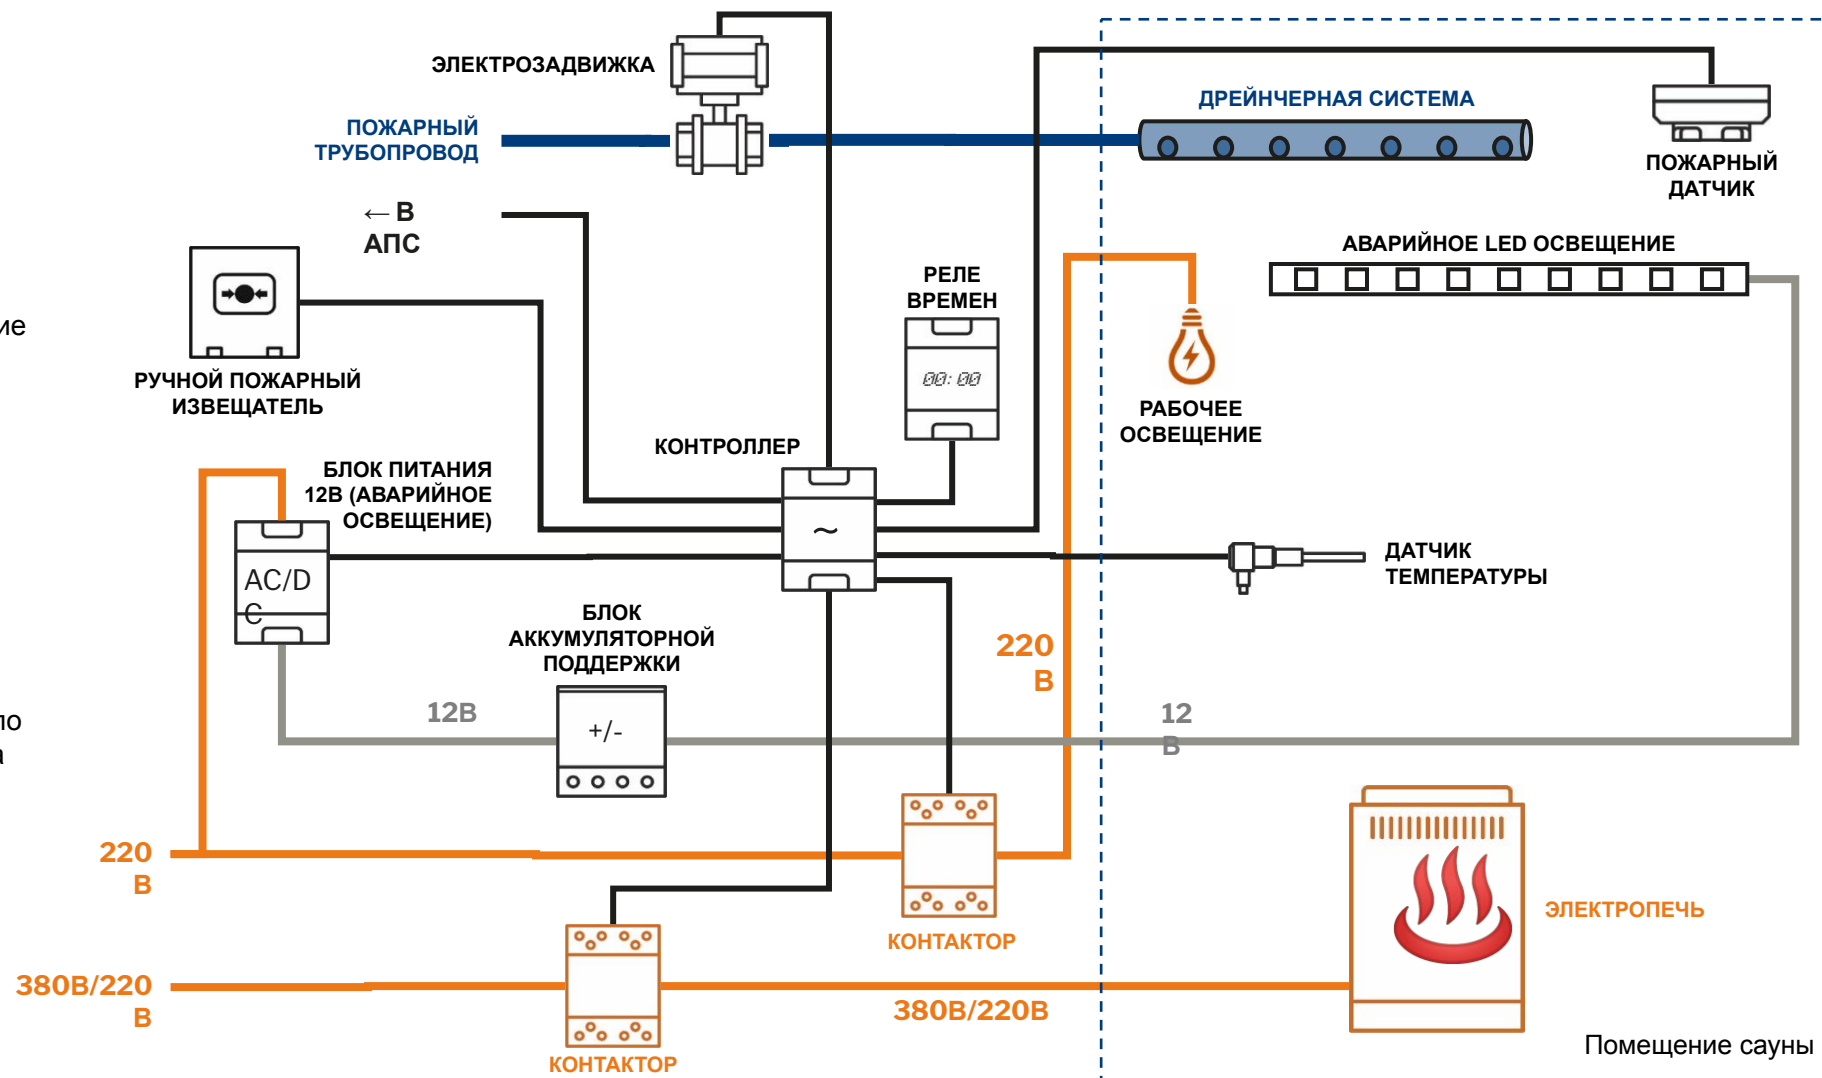 ЭЛЕКТРОЗАДВИЖКА
ДРЕЙНЧЕРНАЯ СИСТЕМА
ПОЖАРНЫЙ
ТРУБОПРОВОД
ПОЖАРНЫЙ
ДАТЧИК
← В
АПС
АВАРИЙНОЕ LED ОСВЕЩЕНИЕ
РЕЛЕ
ВРЕМЕН
00:00
ие
РУЧНОЙ ПОЖАРНЫЙ
ИЗВЕЩАТЕЛЬ
РАБОЧЕЕ
ОСВЕЩЕНИЕ
КОНТРОЛЛЕР
~
БЛОК ПИТАНИЯ
12В (АВАРИЙНОЕ
ОСВЕЩЕНИЕ)
AC/D
C
ДАТЧИК
ТЕМПЕРАТУРЫ
БЛОК
АККУМУЛЯТОРНОЙ
ПОДДЕРЖКИ
+/-
220
В
12В
12
В
по
а
220
В
КОНТАКТОР
ЭЛЕКТРОПЕЧЬ
380В/220
В
380В/220В
КОНТАКТОР
Помещение сауны